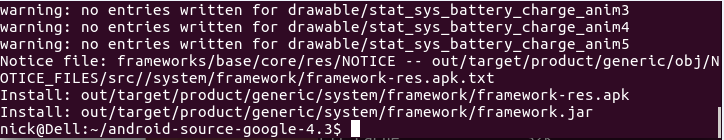 warning: no entries written for drawable/stat_sys_battery_charge_anim3
warning: no entries written for drawable/stat_sys_battery_charge_anim4
warning: no entries written for drawable/stat_sys_battery_charge_anim5
Notice file: frameworks/base/core/res/NOTICE -- out/target/product/generic/obj/N
OTICE_FILES/src//system/framework/framework-res.apk.txt
Install: out/target/product/generic/system/framework/framework-res.apk
Install: out/target/product/generic/system/framework/framework.jar
nick@Dell:~/android-source-google-4.3$